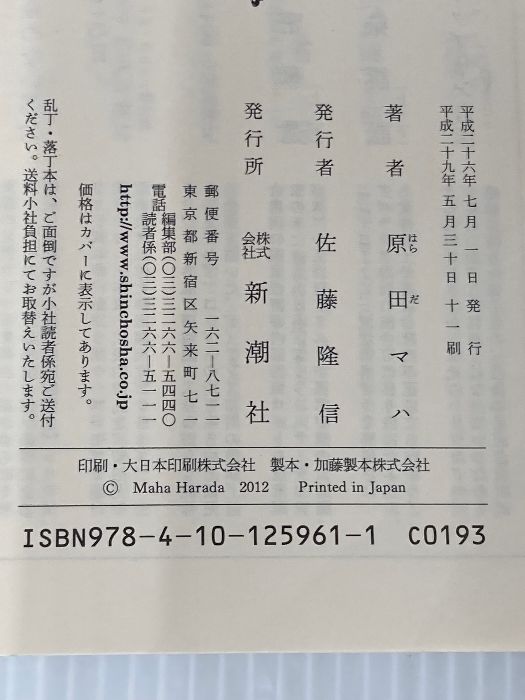 平成二十六年七月一日発行
平成二十九年五月三十日十一刷
著者 原田マハ
はら だ
発行者 佐藤隆信
発行所 株式会社 新潮社
郵便番号 一六二―八七一一
東京都新宿区矢来町七一
電話 編集部(〇三)三二六六―五四四〇
読者係(〇三)三二六六―五一一一
http://www.shinchosha.co.jp
価格はカバーに表示してあります。
乱丁・落丁本は、ご面倒ですが小社読者係宛ご送付
ください。送料小社負担にてお取替えいたします。
印刷・大日本印刷株式会社 製本・加藤製本株式会社
© Maha Harada 2012 Printed in Japan
ISBN978-4-10-125961-1 C0193